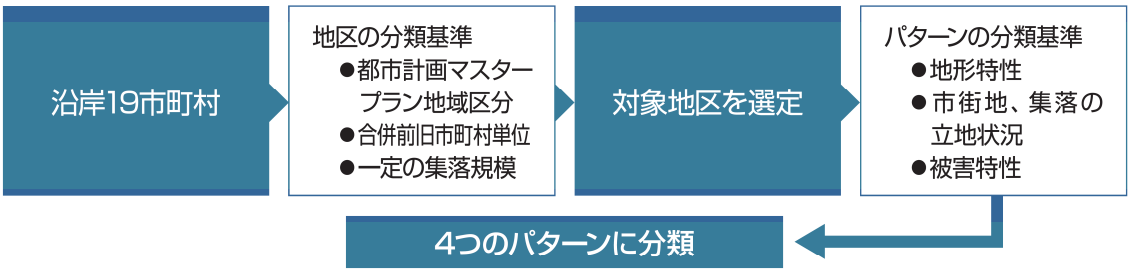 沿岸19市町村
地区の分類基準
●都市計画マスター
プラン地域区分
●合併前旧市町村単位
●一定の集落規模
対象地区を選定
パターンの分類基準
●地形特性
●市街地、集落の
立地状況
●被害特性
4つのパターンに分類